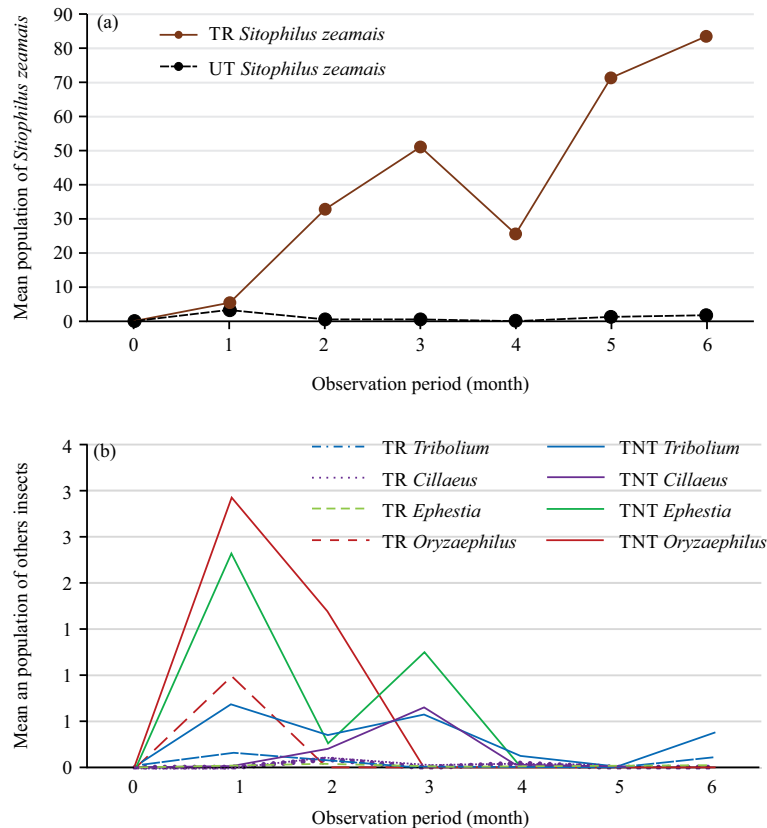 (a)
TR Sitophilus zeamais
UT Sitophilus zeamais
Mean population of Stiophilus zeamais
90
80
70
60
50
40
30
20
10
0
0 1 2 3 4 5 6
Observation period (month)
(b)
TR Tribolium TNT Tribolium
TR Cillaeus TNT Cillaeus
TR Ephestia TNT Ephestia
TR Oryzaephilus TNT Oryzaephilus
Mean an population of others insects
4
3
3
2
1
1
1
0
0 1 2 3 4 5 6
Observation period (month)